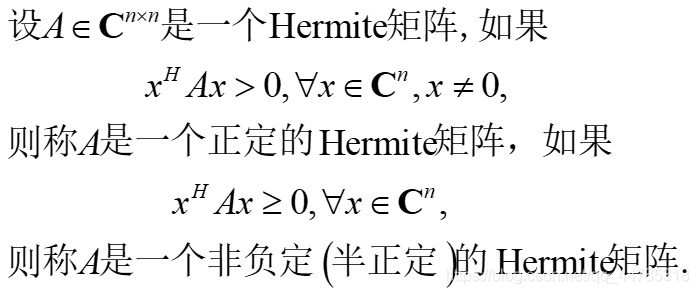 设A∈C^{n×n}是一个Hermite矩阵,如果
x^H Ax > 0,∀x∈C^n,x≠0,
则称A是一个正定的Hermite矩阵，如果
x^H Ax ≥ 0,∀x∈C^n,
则称A是一个非负定(半正定)的Hermite矩阵.